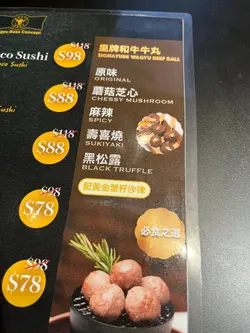 co Sushi
$118
$98
皇牌和牛牛丸
SIGNATURE WAGYU BEEF BALL
原味
ORIGINAL
$118
$88
蘑菇芝心
CHESSY MUSHROOM
麻辣
SPICY
$118
$88
壽喜燒
SUKIYAKI
黑松露
BLACK TRUFFLE
$98
$78
配黃金蟹籽沙律
必食之選
$98
$78